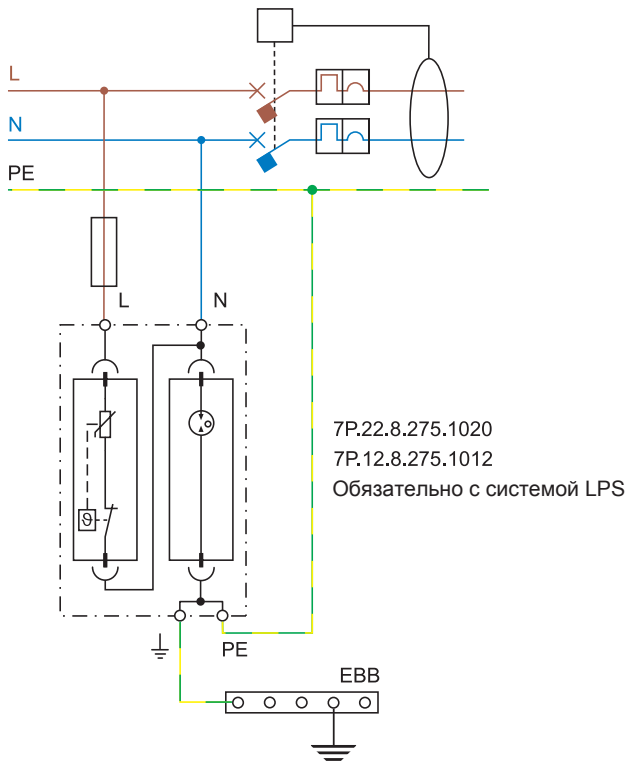 L
N
PE
L
N
7P.22.8.275.1020
7P.12.8.275.1012
Обязательно с системой LPS
ϑ
PE
EBB